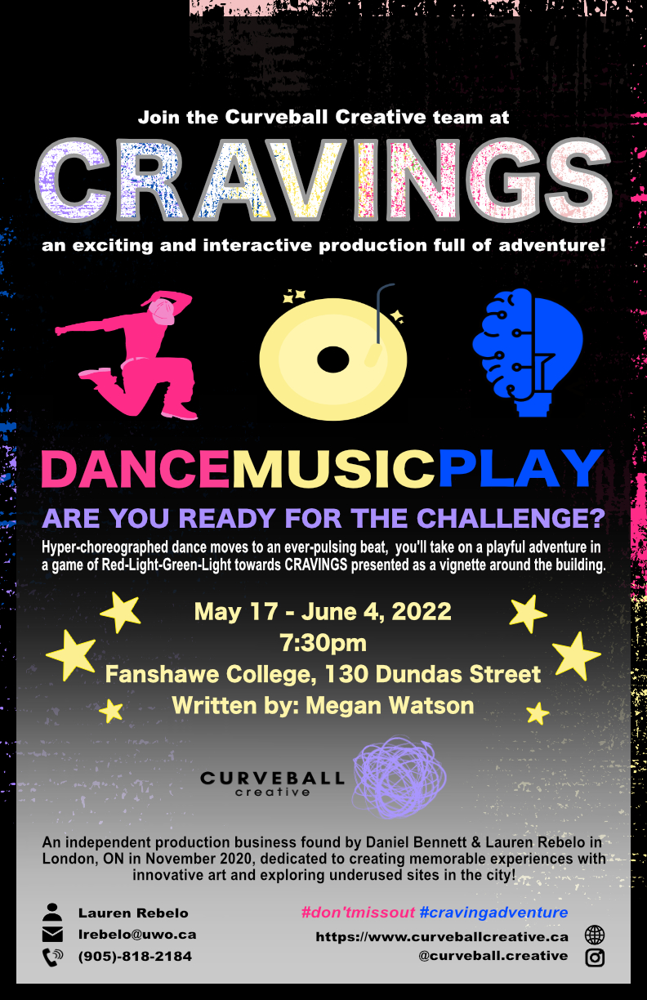 Join the Curveball Creative team at
CRAVINGS
an exciting and interactive production full of adventure!
DANCEMUSICPLAY
ARE YOU READY FOR THE CHALLENGE?
Hyper-choreographed dance moves to an ever-pulsing beat, you'll take on a playful adventure in
a game of Red-Light-Green-Light towards CRAVINGS presented as a vignette around the building.
May 17 - June 4, 2022
7:30pm
Fanshawe College, 130 Dundas Street
Written by: Megan Watson
CURVEBALL
creative
An independent production business found by Daniel Bennett & Lauren Rebelo in
London, ON in November 2020, dedicated to creating memorable experiences with
innovative art and exploring underused sites in the city!
Lauren Rebelo
lrebelo@uwo.ca
(905)-818-2184
#don'tmissout #cravingadventure
https://www.curveballcreative.ca
@curveball.creative